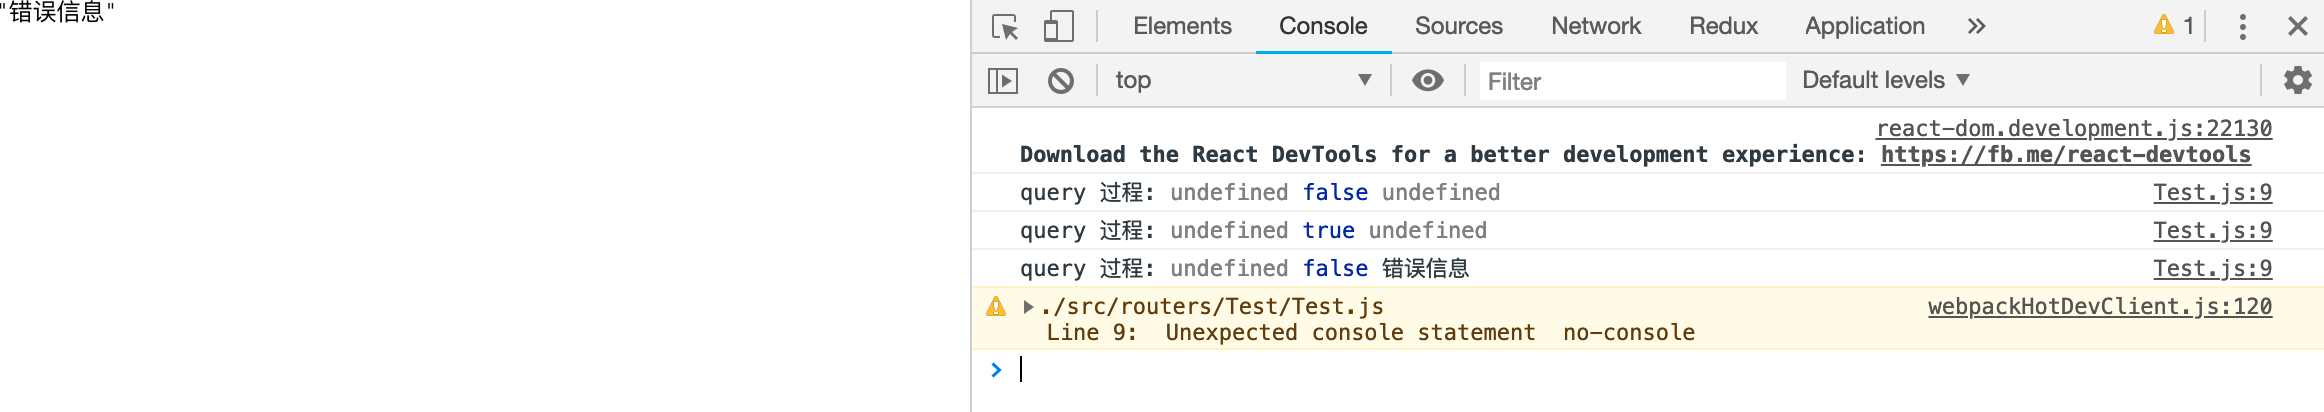 "错误信息"
Elements Console Sources Network Redux Application » 1
top Filter Default levels
react-dom.development.js:22130
Download the React DevTools for a better development experience: https://fb.me/react-devtools
query 过程: undefined false undefined Test.js:9
query 过程: undefined true undefined Test.js:9
query 过程: undefined false 错误信息 Test.js:9
./src/routers/Test/Test.js webpackHotDevClient.js:120
Line 9: Unexpected console statement no-console